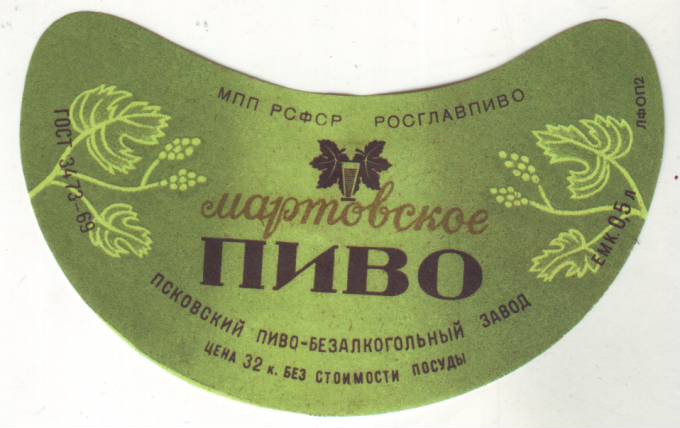 МПП РСФСР РОСГЛАВПИВО
ГОСТ 3473-69
ЛФОП2
мартовское
ПИВО
ЕМК. 0,5 л
ПСКОВСКИЙ ПИВО-БЕЗАЛКОГОЛЬНЫЙ ЗАВОД
ЦЕНА 32 к. БЕЗ СТОИМОСТИ ПОСУДЫ